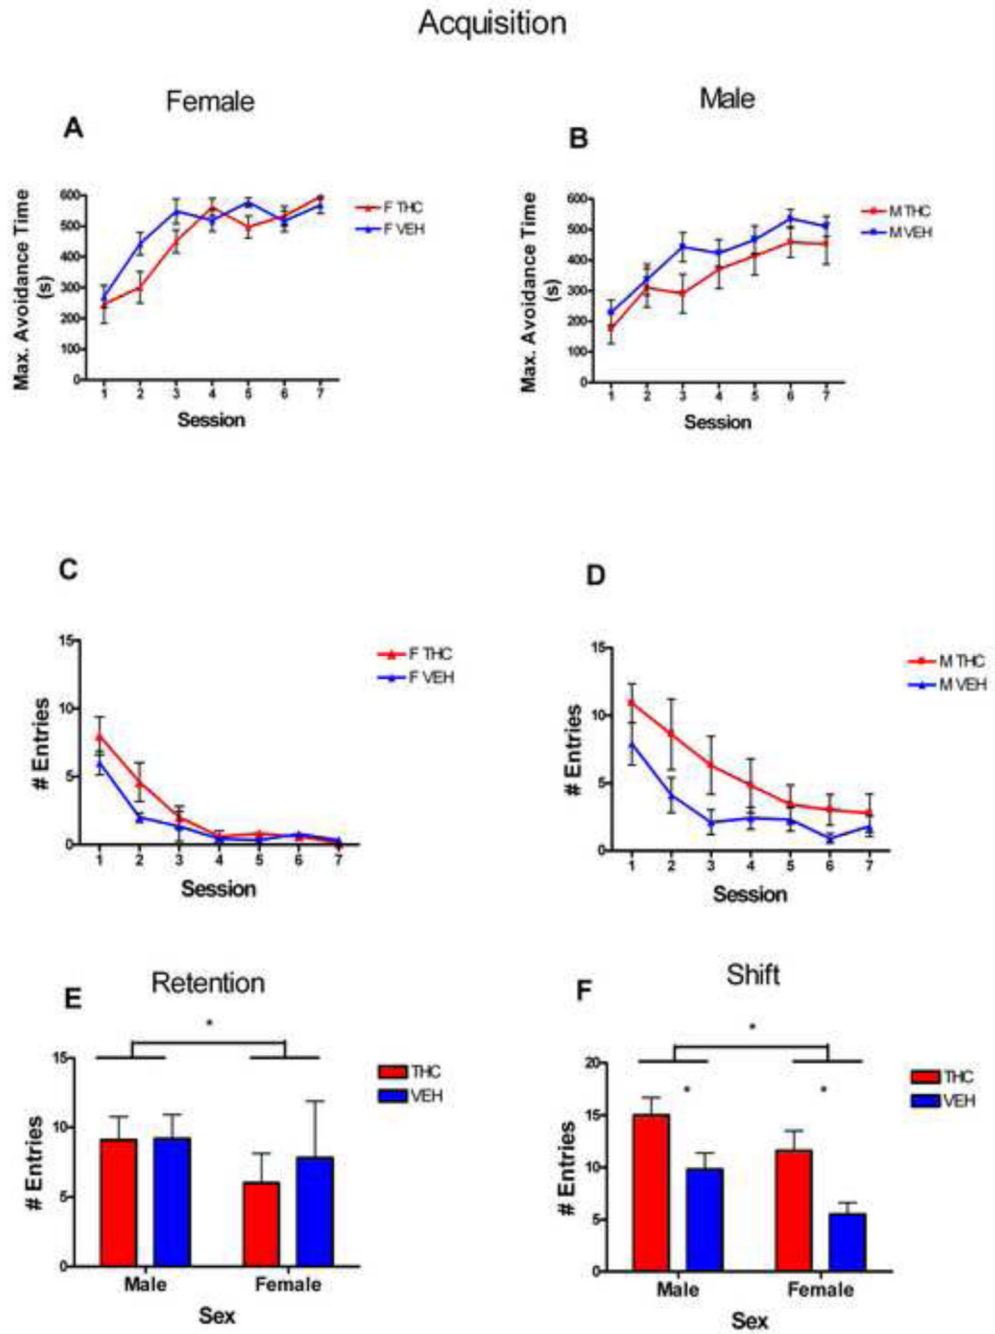 Acquisition
Female
Male
A
B
Max. Avoidance Time
(s)
600
500
400
300
200
100
0
1 2 3 4 5 6 7
Session
F THC
F VEH
Max. Avoidance Time
(s)
600
500
400
300
200
100
0
1 2 3 4 5 6 7
Session
M THC
M VEH
C
D
# Entries
15
10
5
0
1 2 3 4 5 6 7
Session
F THC
F VEH
# Entries
15
10
5
0
1 2 3 4 5 6 7
Session
M THC
M VEH
E
Retention
*
# Entries
15
10
5
0
Male Female
Sex
THC
VEH
F
Shift
*
* *
# Entries
20
15
10
5
0
Male Female
Sex
THC
VEH